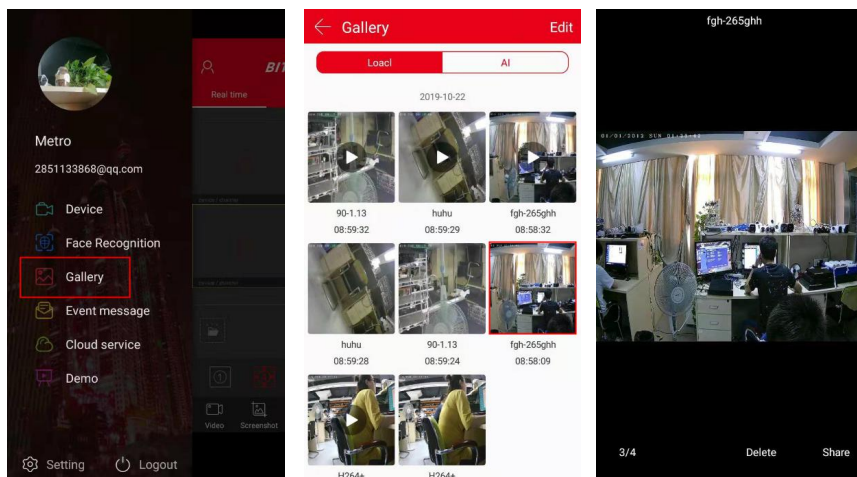 Metro
2851133868@qq.com
Device
Face Recognition
Gallery
Event message
Cloud service
Demo
Setting
Logout
Real time
Video
Screenshot
Gallery
Edit
Loacl
AI
2019-10-22
90-1.13
huhu
fgh-265ghh
08:59:32
08:59:29
08:58:32
huhu
90-1.13
fgh-265ghh
08:59:28
08:59:24
08:58:09
H264+
H264+
fgh-265ghh
3/4
Delete
Share